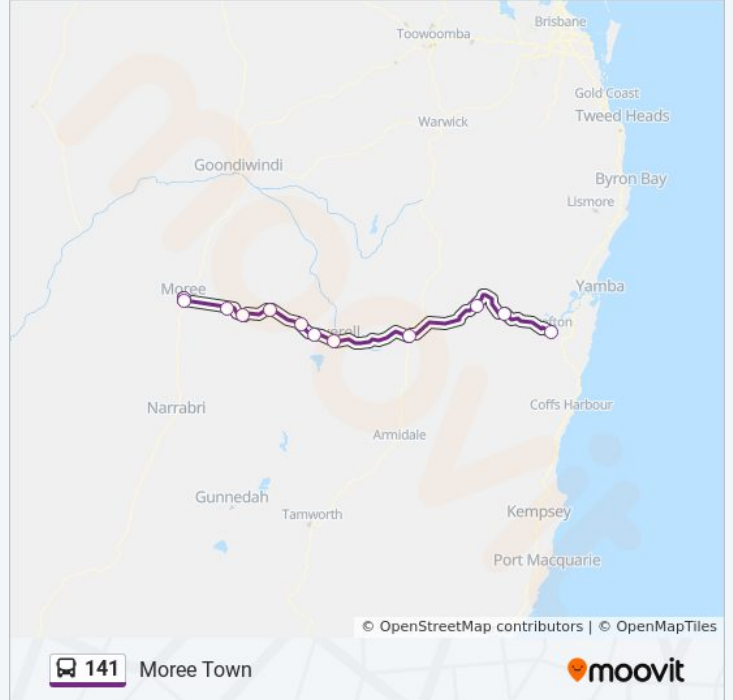 Brisbane
Toowoomba
Gold Coast
Tweed Heads
Warwick
Goondiwindi
Byron Bay
Lismore
Moree
Yamba
Narrabri
Coffs Harbour
Armidale
Gunnedah
Tamworth
Kempsey
Port Macquarie
© OpenStreetMap contributors | © OpenMapTiles
141 Moree Town
moovit